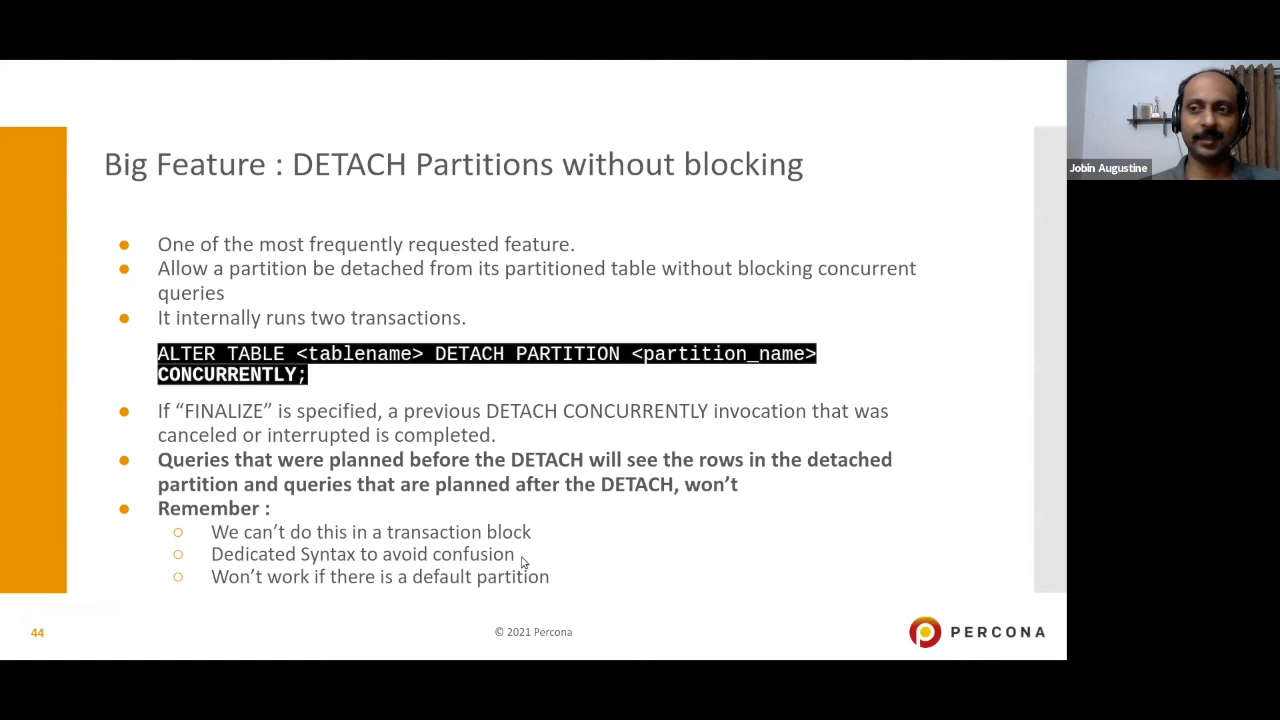 Big Feature : DETACH Partitions without blocking
● One of the most frequently requested feature.
● Allow a partition be detached from its partitioned table without blocking concurrent
queries
● It internally runs two transactions.
ALTER TABLE <tablename> DETACH PARTITION <partition_name>
CONCURRENTLY;
● If “FINALIZE” is specified, a previous DETACH CONCURRENTLY invocation that was
canceled or interrupted is completed.
● Queries that were planned before the DETACH will see the rows in the detached
partition and queries that are planned after the DETACH, won’t
● Remember :
○ We can’t do this in a transaction block
○ Dedicated Syntax to avoid confusion
○ Won’t work if there is a default partition
44
© 2021 Percona
PERCONA
Jobin Augustine